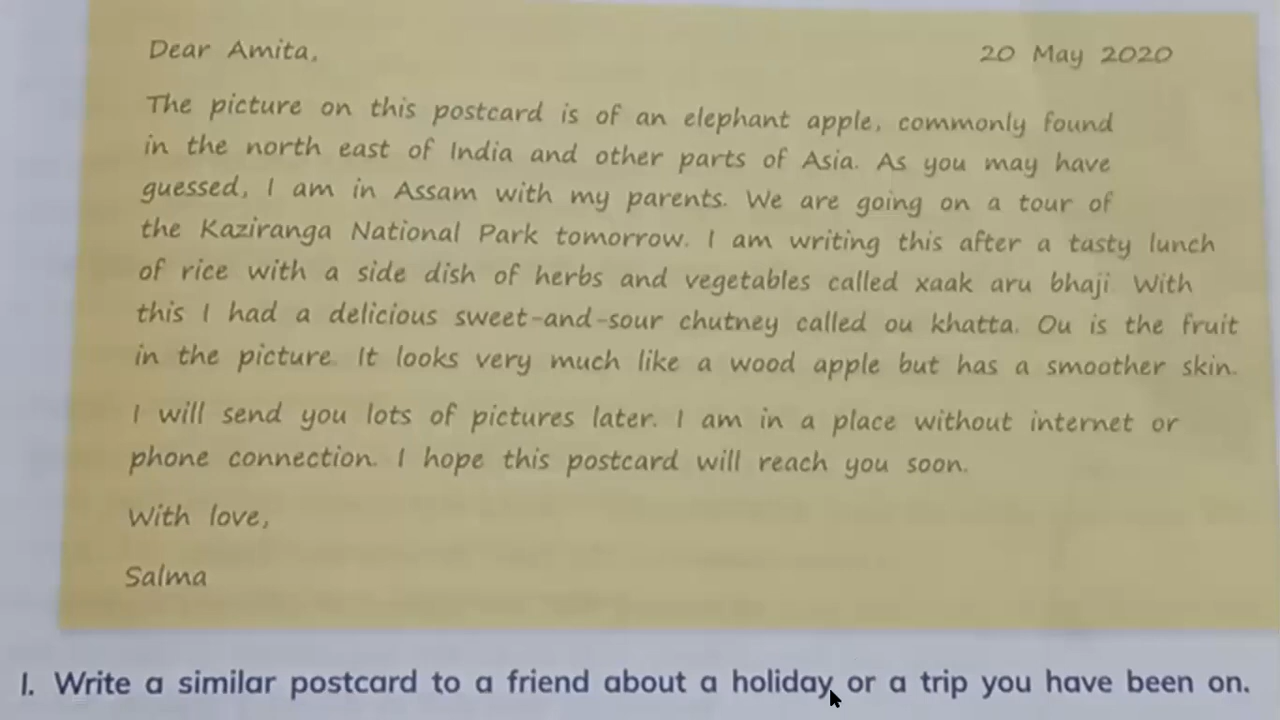 Dear Amita, 20 May 2020
The picture on this postcard is of an elephant apple, commonly found
in the north east of India and other parts of Asia. As you may have
guessed, I am in Assam with my parents. We are going on a tour of
the Kaziranga National Park tomorrow. I am writing this after a tasty lunch
of rice with a side dish of herbs and vegetables called xaak aru bhaji. With
this I had a delicious sweet-and-sour chutney called ou khatta. Ou is the fruit
in the picture. It looks very much like a wood apple but has a smoother skin.
I will send you lots of pictures later. I am in a place without internet or
phone connection. I hope this postcard will reach you soon.
With love,
Salma
I. Write a similar postcard to a friend about a holiday or a trip you have been on.